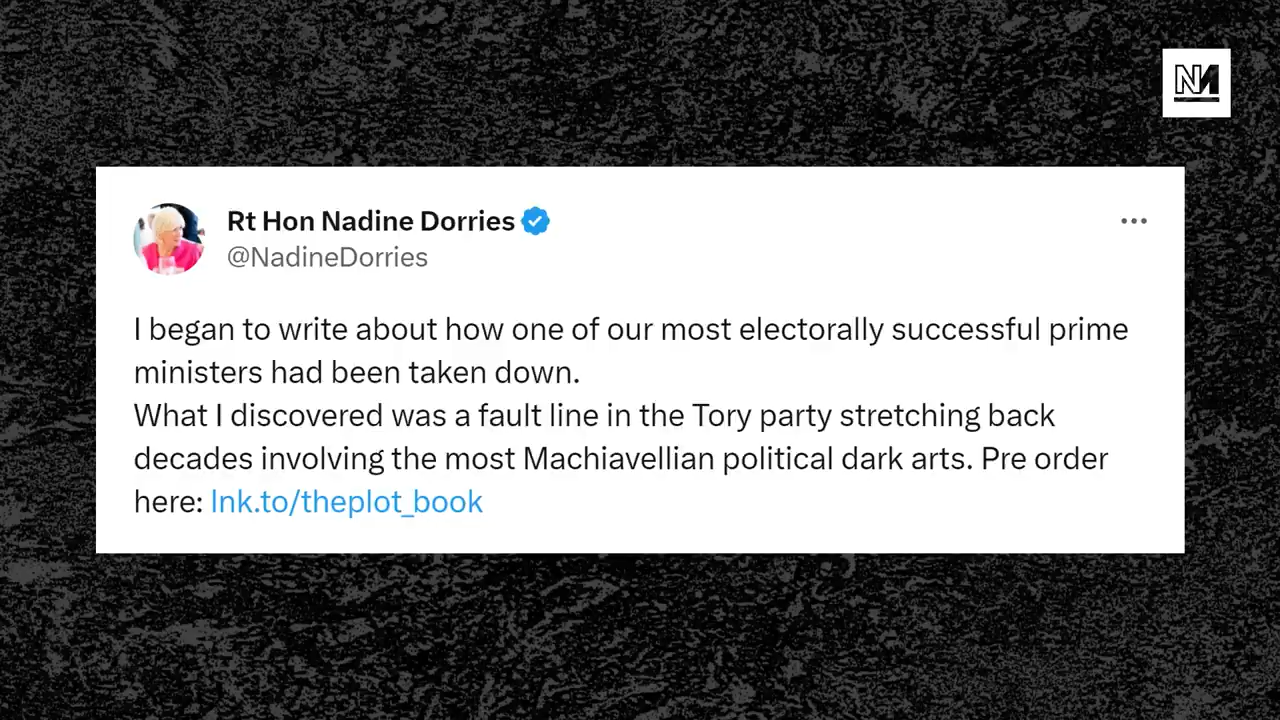 NM
Rt Hon Nadine Dorries
@NadineDorries
I began to write about how one of our most electorally successful prime
ministers had been taken down.
What I discovered was a fault line in the Tory party stretching back
decades involving the most Machiavellian political dark arts. Pre order
here: lnk.to/theplot_book